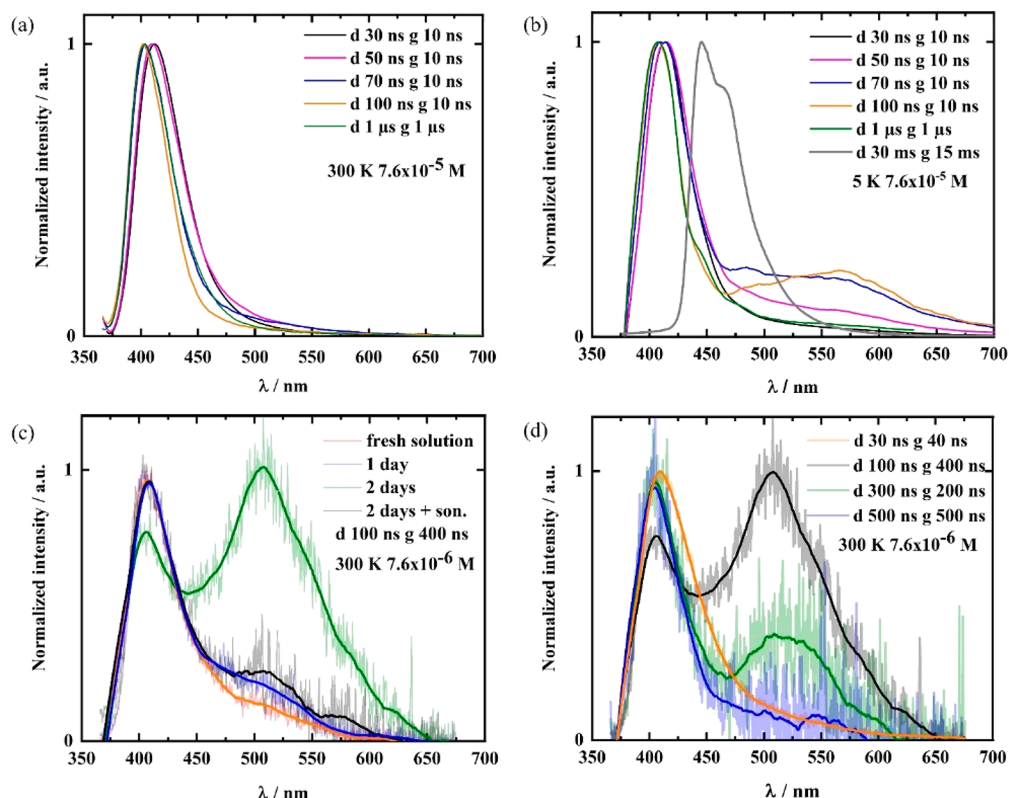 (a)
Normalized intensity / a.u.
1
0
d 30 ns g 10 ns
d 50 ns g 10 ns
d 70 ns g 10 ns
d 100 ns g 10 ns
d 1 µs g 1 µs
300 K 7.6x10⁻⁵ M
350 400 450 500 550 600 650 700
λ / nm
(b)
Normalized intensity / a.u.
1
0
d 30 ns g 10 ns
d 50 ns g 10 ns
d 70 ns g 10 ns
d 100 ns g 10 ns
d 1 µs g 1 µs
d 30 ms g 15 ms
5 K 7.6x10⁻⁵ M
350 400 450 500 550 600 650 700
λ / nm
(c)
Normalized intensity / a.u.
1
0
fresh solution
1 day
2 days
2 days + son.
d 100 ns g 400 ns
300 K 7.6x10⁻⁶ M
350 400 450 500 550 600 650 700
λ / nm
(d)
Normalized intensity / a.u.
1
0
d 30 ns g 40 ns
d 100 ns g 400 ns
d 300 ns g 200 ns
d 500 ns g 500 ns
300 K 7.6x10⁻⁶ M
350 400 450 500 550 600 650 700
λ / nm